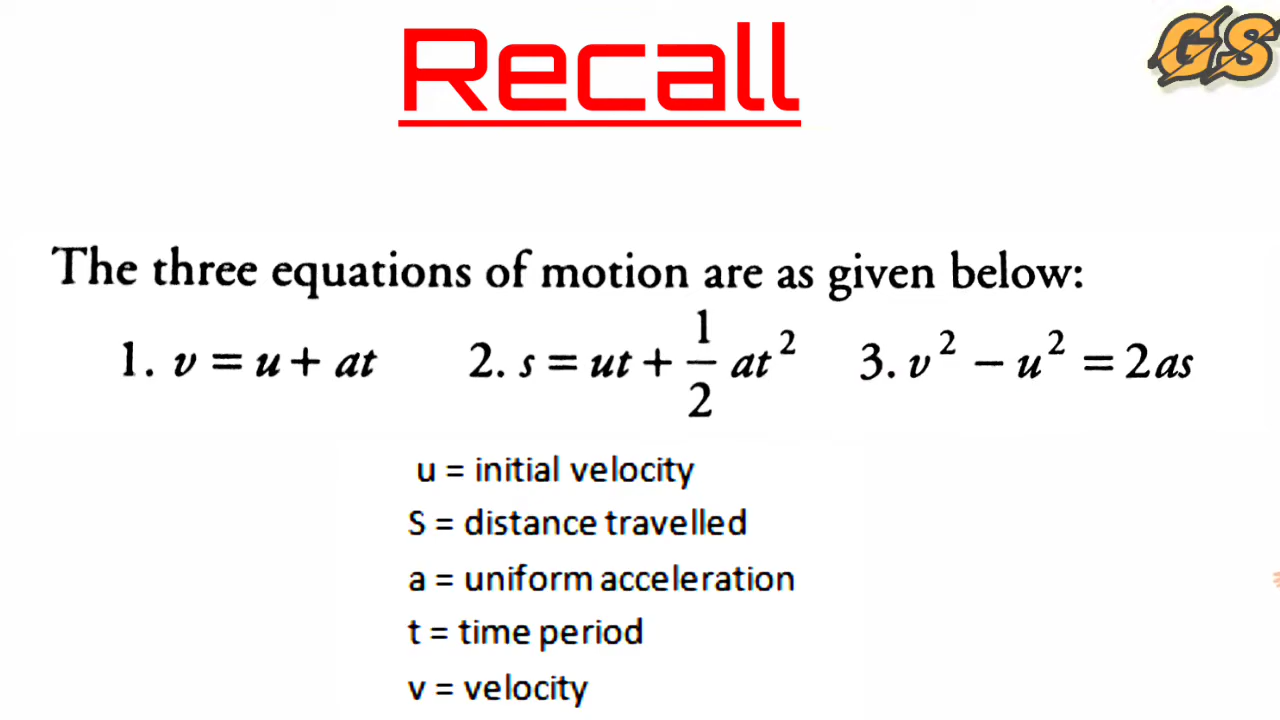 Recall
GS
The three equations of motion are as given below:
1. v = u + at 2. s = ut + 1/2 at² 3. v² − u² = 2as
u = initial velocity
S = distance travelled
a = uniform acceleration
t = time period
v = velocity